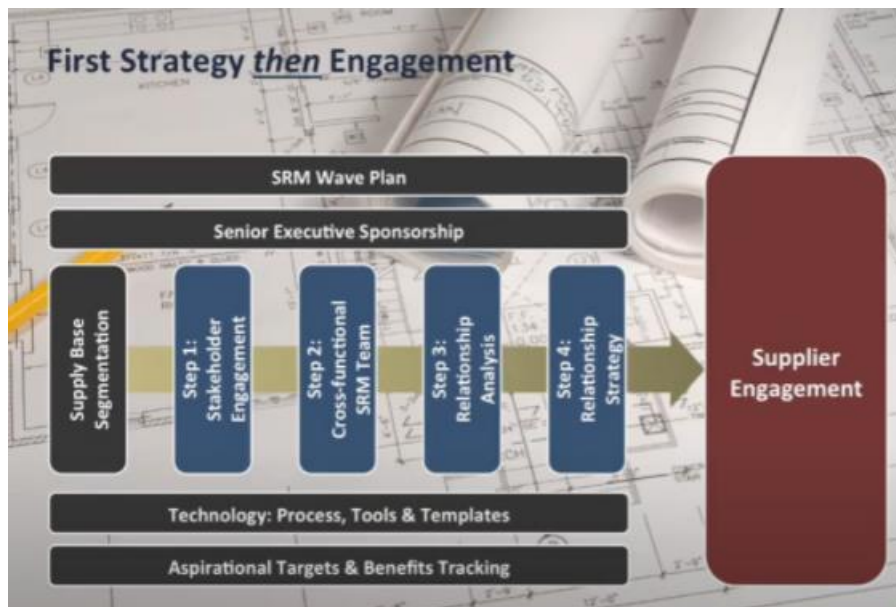 First Strategy then Engagement
SRM Wave Plan
Senior Executive Sponsorship
Supply Base
Segmentation
Step 1:
Stakeholder
Engagement
Step 2:
Cross-functional
SRM Team
Step 3:
Relationship
Analysis
Step 4:
Relationship
Strategy
Supplier
Engagement
Technology: Process, Tools & Templates
Aspirational Targets & Benefits Tracking